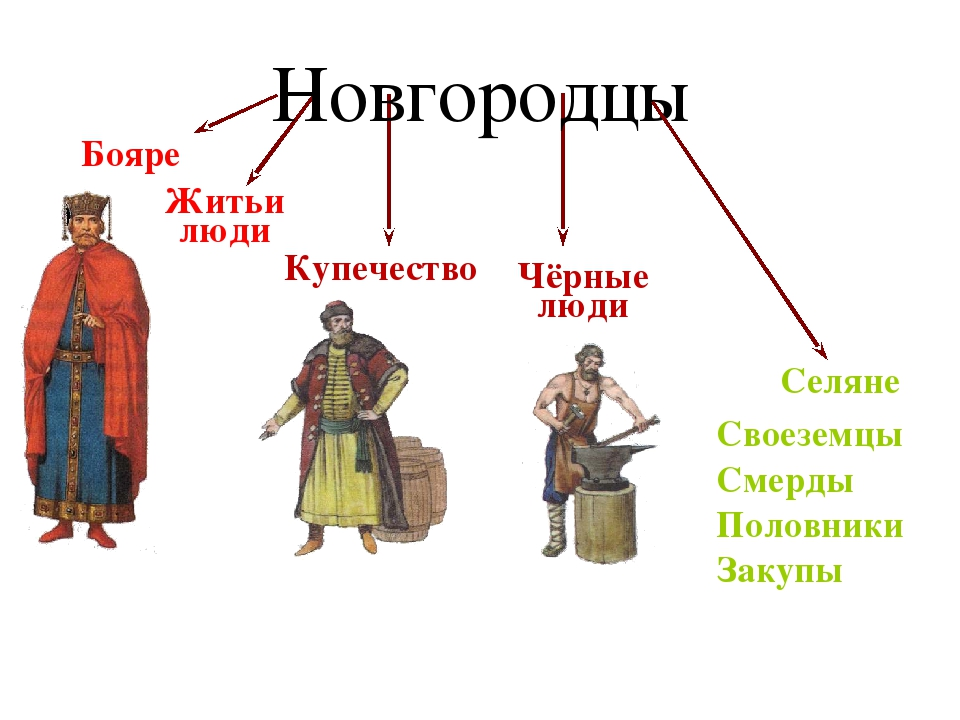 Новгородцы
Бояре
Житьи
люди
Купечество
Чёрные
люди
Селяне
Своеземцы
Смерды
Половники
Закупы